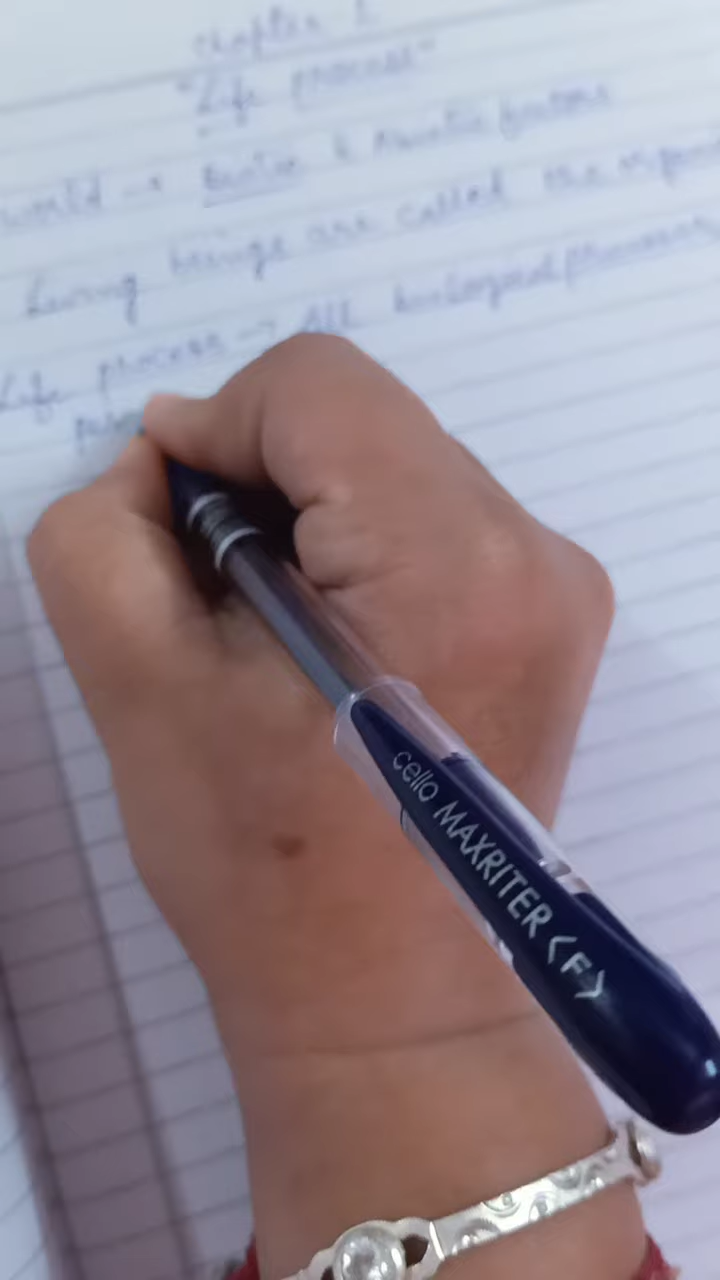 chapter 1
"Life process"
world → Biotic & Abiotic factors
Living beings are called the
Life process → All biological processes
cello MAXRITER <F>